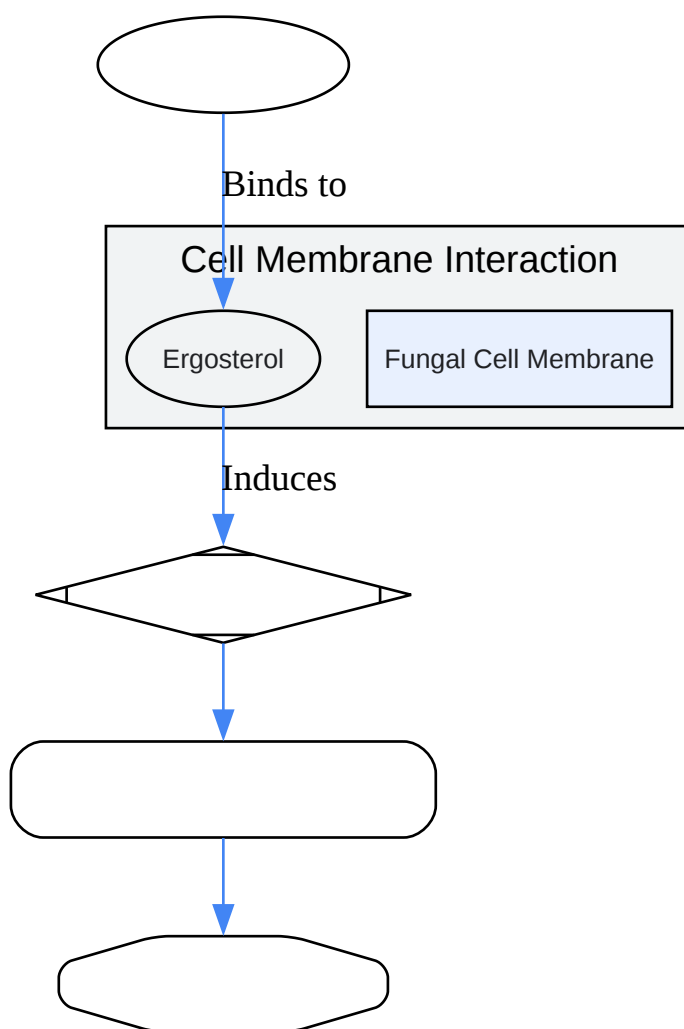 Binds to
Cell Membrane Interaction
Ergosterol
Fungal Cell Membrane
Induces